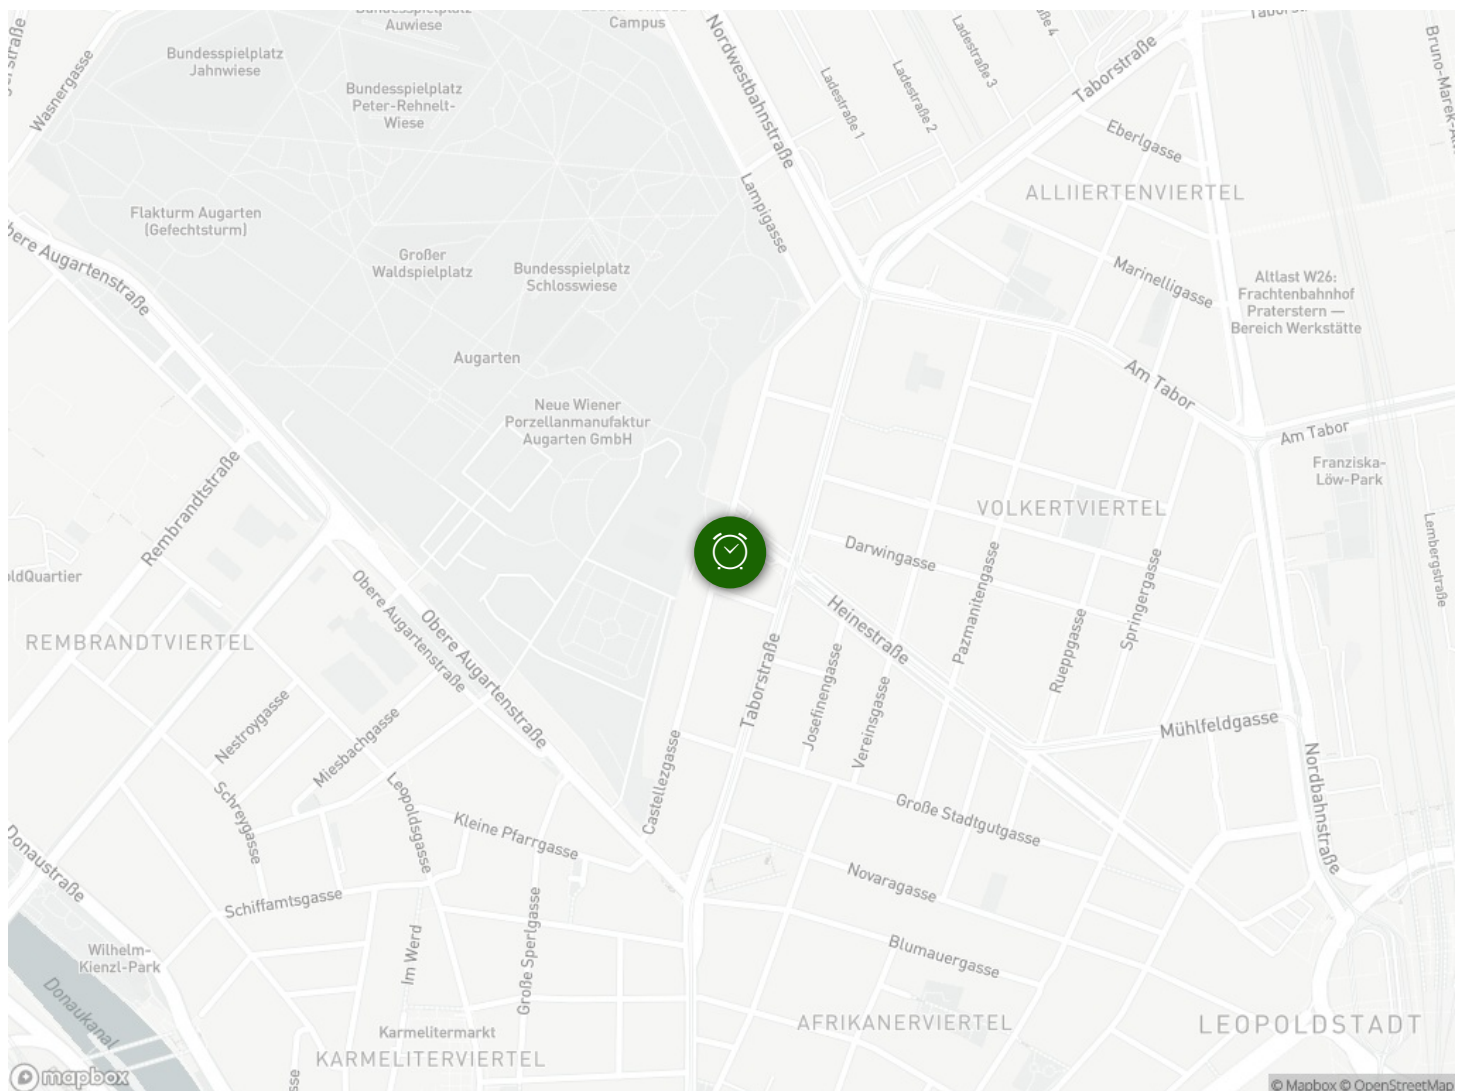 Auwiese
Campus
Bundesspielplatz
Jahnwiese
Wasnergasse
Bundesspielplatz
Peter-Rehnelt-
Wiese
Nordwestbahnstraße
Ladestraße 1
Ladestraße 2
Ladestraße 3
Taborstraße
Eberlgasse
ALLIIERTENVIERTEL
Lampigasse
Flakturm Augarten
(Gefechtsturm)
Obere Augartenstraße
Großer
Waldspielplatz
Bundesspielplatz
Schlosswiese
Marinelligasse
Altlast W26:
Frachtenbahnhof
Praterstern —
Bereich Werkstätte
Augarten
Am Tabor
Neue Wiener
Porzellanmanufaktur
Augarten GmbH
Am Tabor
Franziska-
Löw-Park
Rembrandtstraße
VOLKERTVIERTEL
Darwingasse
Lembergstraße
oldQuartier
Obere Augartenstraße
Obere Augartenstraße
Heinestraße
Pazmanitengasse
Rueppgasse
Springergasse
REMBRANDTVIERTEL
Taborstraße
Josefinengasse
Vereinsgasse
Nestroygasse
Miesbachgasse
Mühlfeldgasse
Nordbahnstraße
Castellezgasse
Schreygasse
Leopoldsgasse
Kleine Pfarrgasse
Große Stadtgutgasse
Donaustraße
Schiffamtsgasse
Novaragasse
Wilhelm-
Kienzl-Park
Im Werd
Große Sperlgasse
Blumauergasse
Donaukanal
Karmelitermarkt
KARMELITERVIERTEL
AFRIKANERVIERTEL
LEOPOLDSTADT
mapbox
© Mapbox © OpenStreetMap